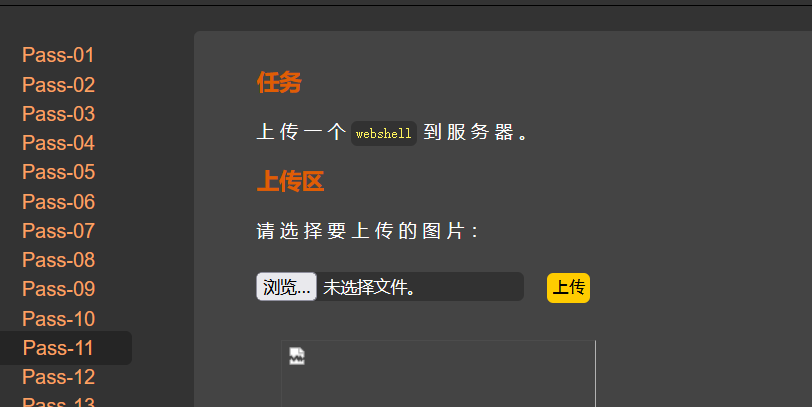 Pass-01
Pass-02
Pass-03
Pass-04
Pass-05
Pass-06
Pass-07
Pass-08
Pass-09
Pass-10
Pass-11
Pass-12
Pass-13
任务
上传一个 webshell 到服务器。
上传区
请选择要上传的图片：
浏览... 未选择文件。 上传